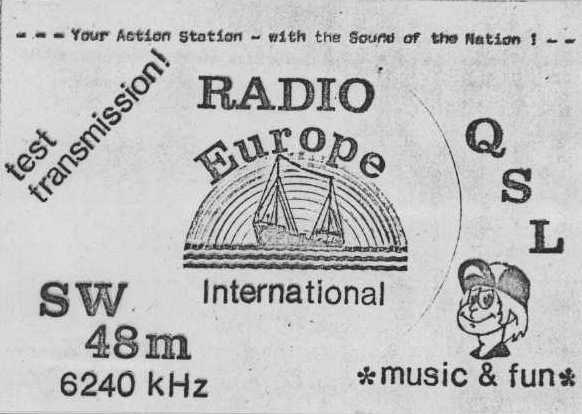 - - - Your Action Station - with the Sound of the Nation ! - -
test
transmission!
RADIO
Europe
International
Q
S
L
SW
48m
6240 kHz
*music & fun*